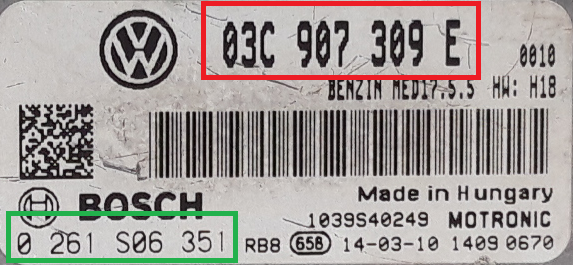 03C 907 309 E
0010
BENZIN MED17.5.5 HW: H18
BOSCH
Made in Hungary
1039S40249 MOTRONIC
0 261 S06 351 RB8 658 14-03-10 1409 0670